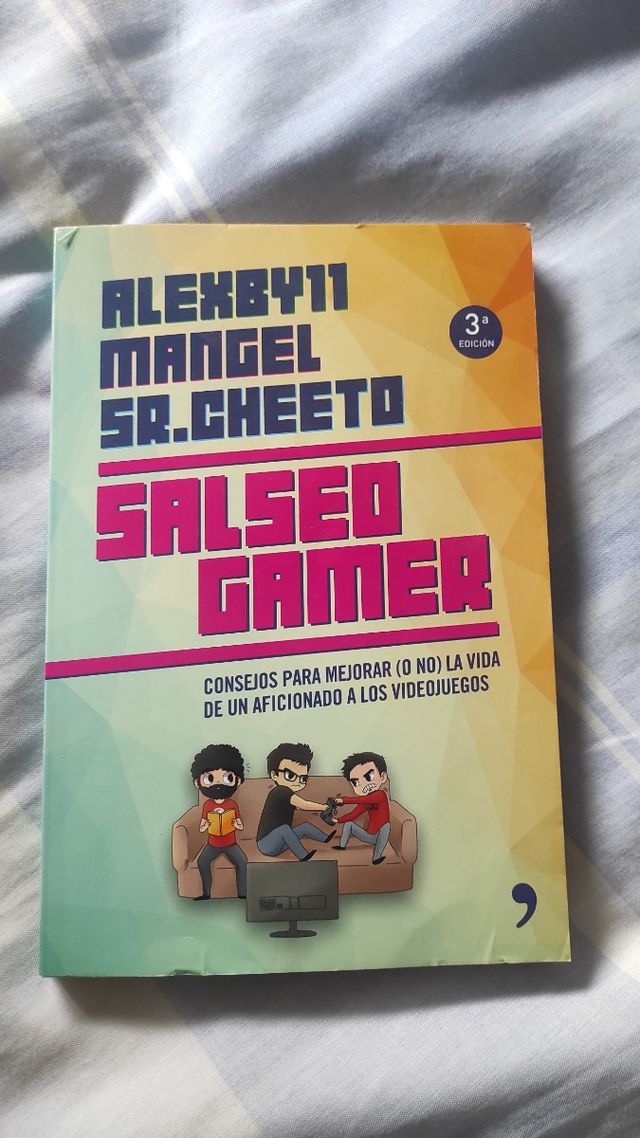 ALEXBY11
MANGEL
SR.CHEETO
3ª
EDICIÓN
SALSEO
GAMER
CONSEJOS PARA MEJORAR (O NO) LA VIDA
DE UN AFICIONADO A LOS VIDEOJUEGOS